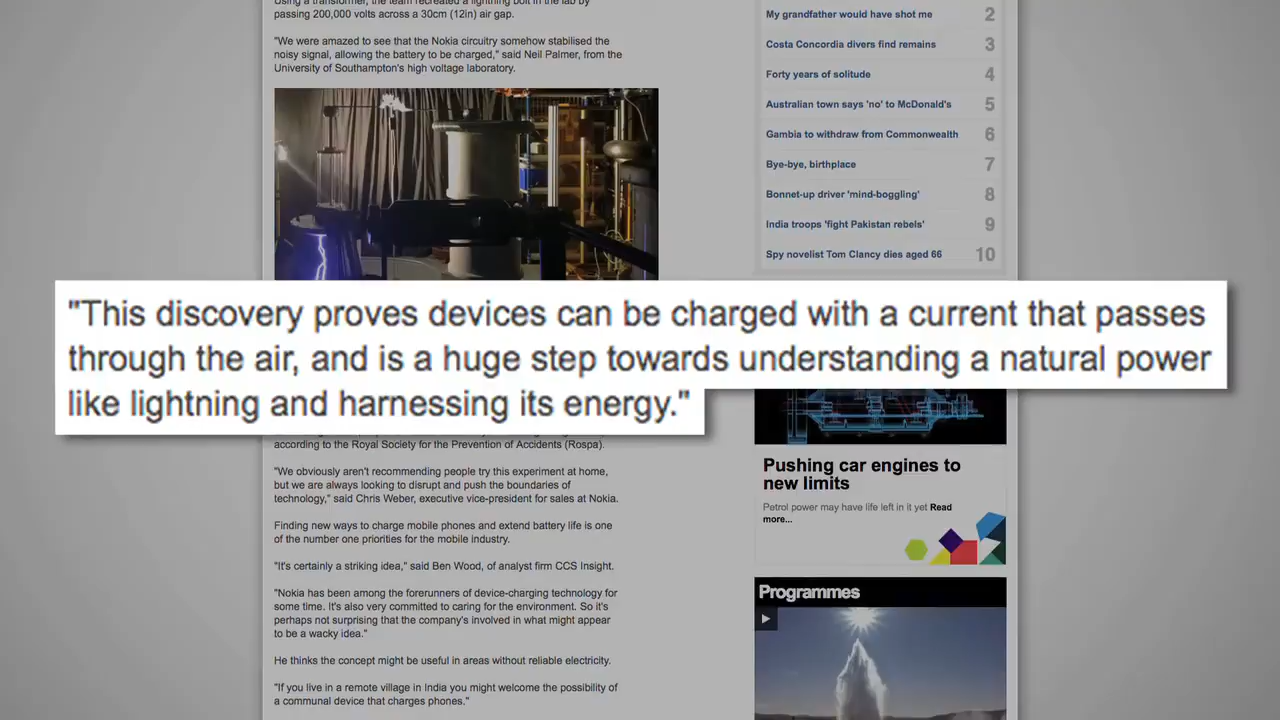 Using a transformer, the team recreated a lightning bolt in the lab by
passing 200,000 volts across a 30cm (12in) air gap.
"We were amazed to see that the Nokia circuitry somehow stabilised the
noisy signal, allowing the battery to be charged," said Neil Palmer, from the
University of Southampton's high voltage laboratory.
"This discovery proves devices can be charged with a current that passes
through the air, and is a huge step towards understanding a natural power
like lightning and harnessing its energy."
according to the Royal Society for the Prevention of Accidents (Rospa).
"We obviously aren't recommending people try this experiment at home,
but we are always looking to disrupt and push the boundaries of
technology," said Chris Weber, executive vice-president for sales at Nokia.
Finding new ways to charge mobile phones and extend battery life is one
of the number one priorities for the mobile industry.
"It's certainly a striking idea," said Ben Wood, of analyst firm CCS Insight.
"Nokia has been among the forerunners of device-charging technology for
some time. It's also very committed to caring for the environment. So it's
perhaps not surprising that the company's involved in what might appear
to be a wacky idea."
He thinks the concept might be useful in areas without reliable electricity.
"If you live in a remote village in India you might welcome the possibility of
a communal device that charges phones."
My grandfather would have shot me 2
Costa Concordia divers find remains 3
Forty years of solitude 4
Australian town says 'no' to McDonald's 5
Gambia to withdraw from Commonwealth 6
Bye-bye, birthplace 7
Bonnet-up driver 'mind-boggling' 8
India troops 'fight Pakistan rebels' 9
Spy novelist Tom Clancy dies aged 66 10
Pushing car engines to
new limits
Petrol power may have life left in it yet Read
more...
Programmes